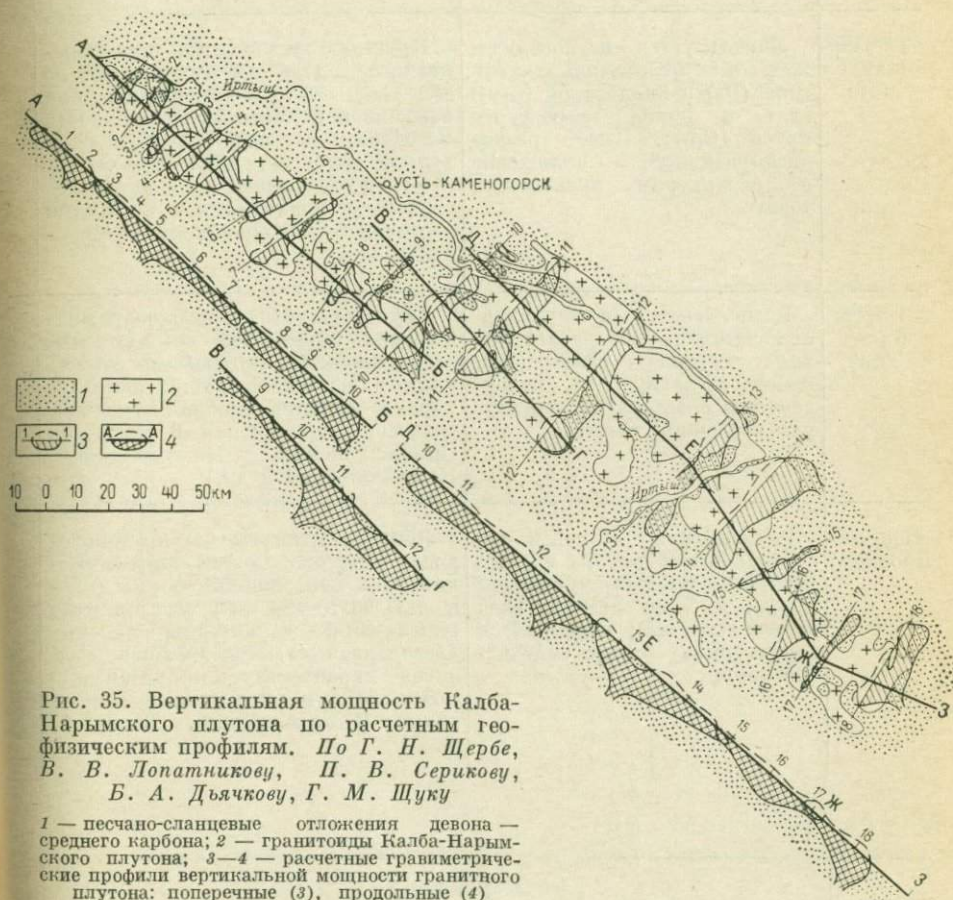 А
Иртыш
А
УСТЬ-КАМЕНОГОРСК
В
Д
Б
В
Г
Е
Иртыш
Б
Д
1 2
3 4
10 0 10 20 30 40 50км
Г
Е
Ж
З
Ж
З
Рис. 35. Вертикальная мощность Калба-
Нарымского плутона по расчетным гео-
физическим профилям. По Г. Н. Щербе,
В. В. Лопатникову, П. В. Серикову,
Б. А. Дьячкову, Г. М. Щуку
1 — песчано-сланцевые отложения девона —
среднего карбона; 2 — гранитоиды Калба-Нарым-
ского плутона; 3—4 — расчетные гравиметриче-
ские профили вертикальной мощности гранитного
плутона: поперечные (3), продольные (4)